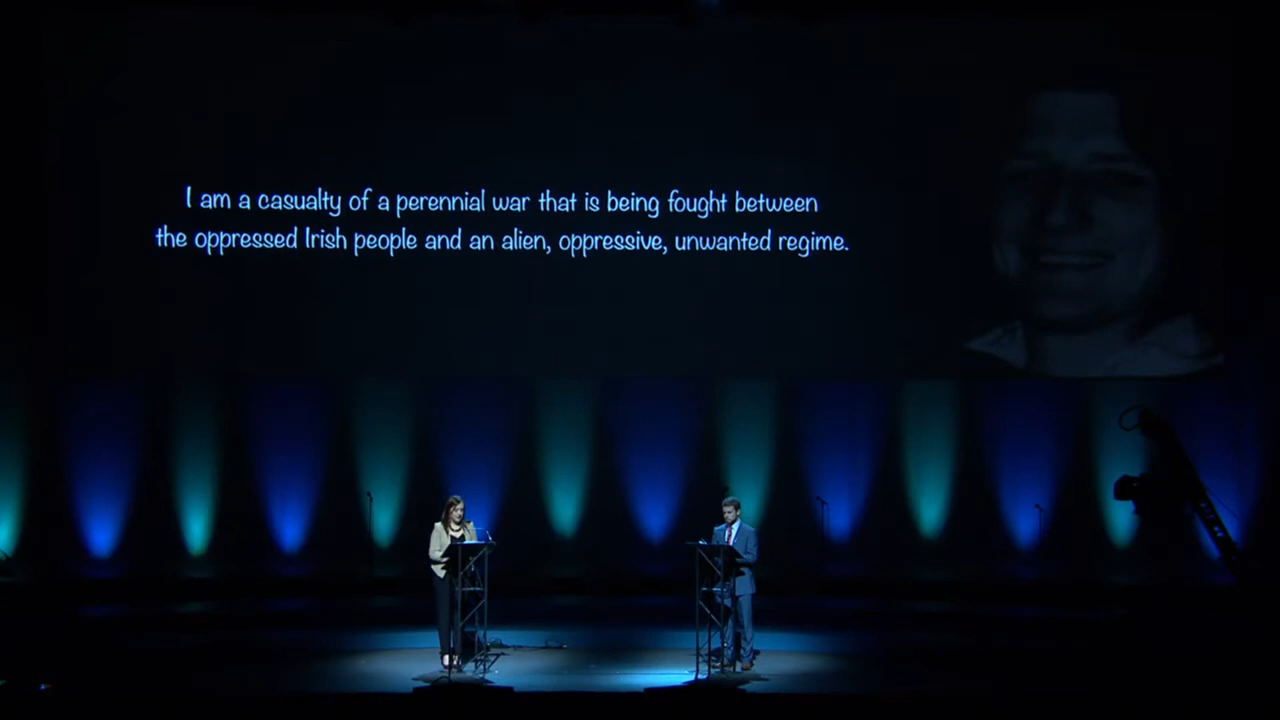 I am a casualty of a perennial war that is being fought between
the oppressed Irish people and an alien, oppressive, unwanted regime.